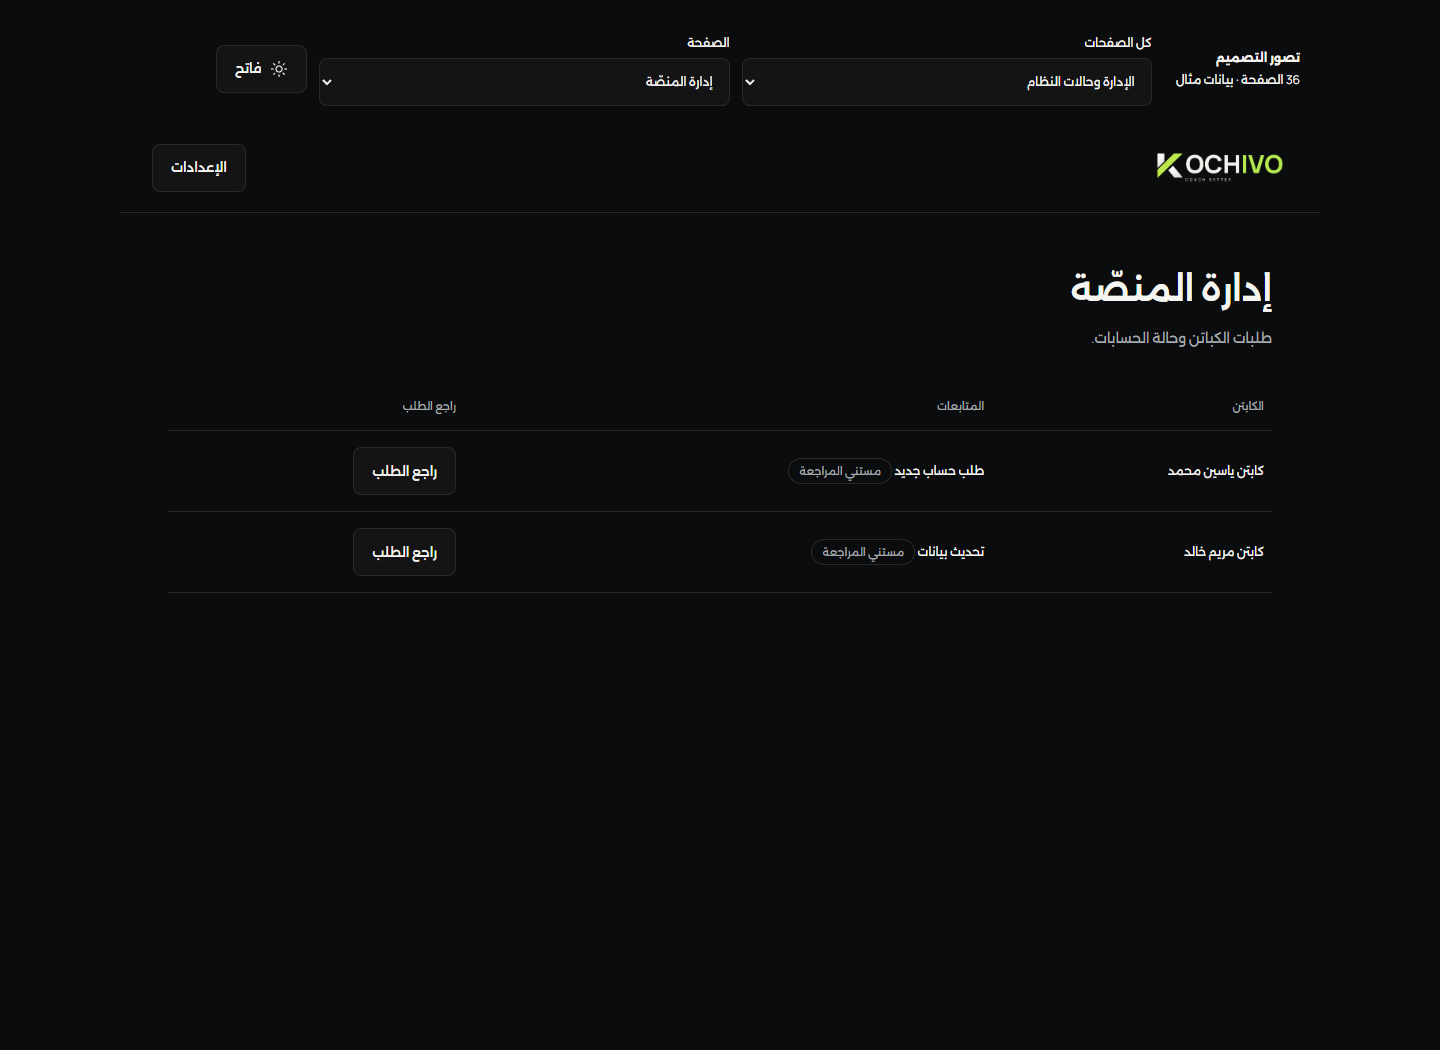 تصور التصميم
36 الصفحة · بيانات مثال
كل الصفحات
الإدارة وحالات النظام
الصفحة
إدارة المنصّة
فاتح
KOCHIVO
COACH BETTER
الإعدادات
إدارة المنصّة
طلبات الكباتن وحالة الحسابات.
الكابتن المتابعات راجع الطلب
كابتن ياسين محمد طلب حساب جديد مستني المراجعة راجع الطلب
كابتن مريم خالد تحديث بيانات مستني المراجعة راجع الطلب